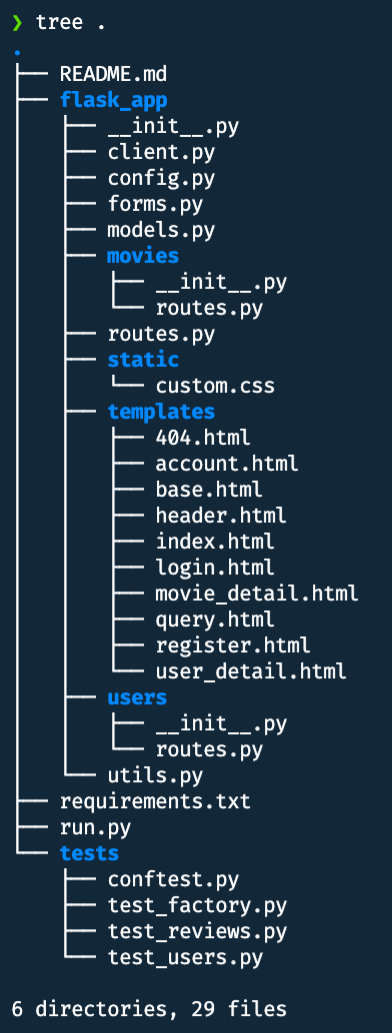 ❯ tree .
.
├── README.md
├── flask_app
│   ├── __init__.py
│   ├── client.py
│   ├── config.py
│   ├── forms.py
│   ├── models.py
│   ├── movies
│   │   ├── __init__.py
│   │   └── routes.py
│   ├── routes.py
│   ├── static
│   │   └── custom.css
│   ├── templates
│   │   ├── 404.html
│   │   ├── account.html
│   │   ├── base.html
│   │   ├── header.html
│   │   ├── index.html
│   │   ├── login.html
│   │   ├── movie_detail.html
│   │   ├── query.html
│   │   ├── register.html
│   │   └── user_detail.html
│   ├── users
│   │   ├── __init__.py
│   │   └── routes.py
│   └── utils.py
├── requirements.txt
├── run.py
└── tests
    ├── conftest.py
    ├── test_factory.py
    ├── test_reviews.py
    └── test_users.py

6 directories, 29 files